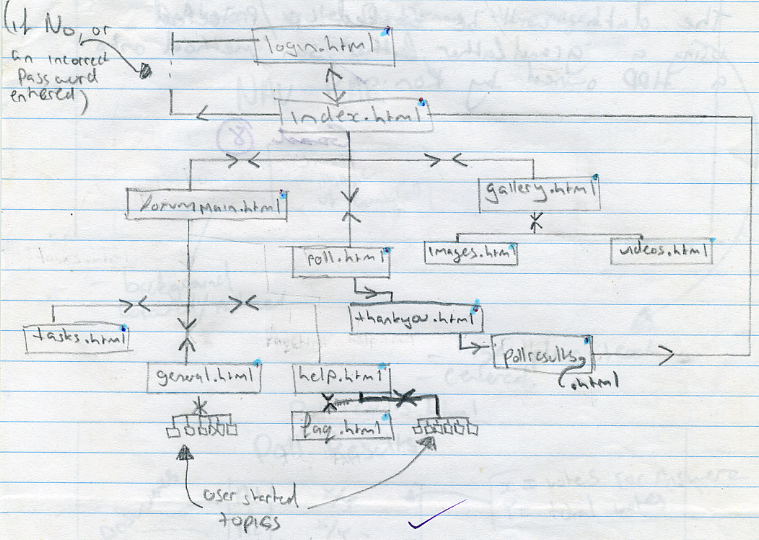 (if No, or
an incorrect
password
entered)
login.html
index.html
forummain.html
gallery.html
poll.html
images.html
videos.html
tasks.html
thankyou.html
pollresults.html
general.html
help.html
faq.html
user started
topics